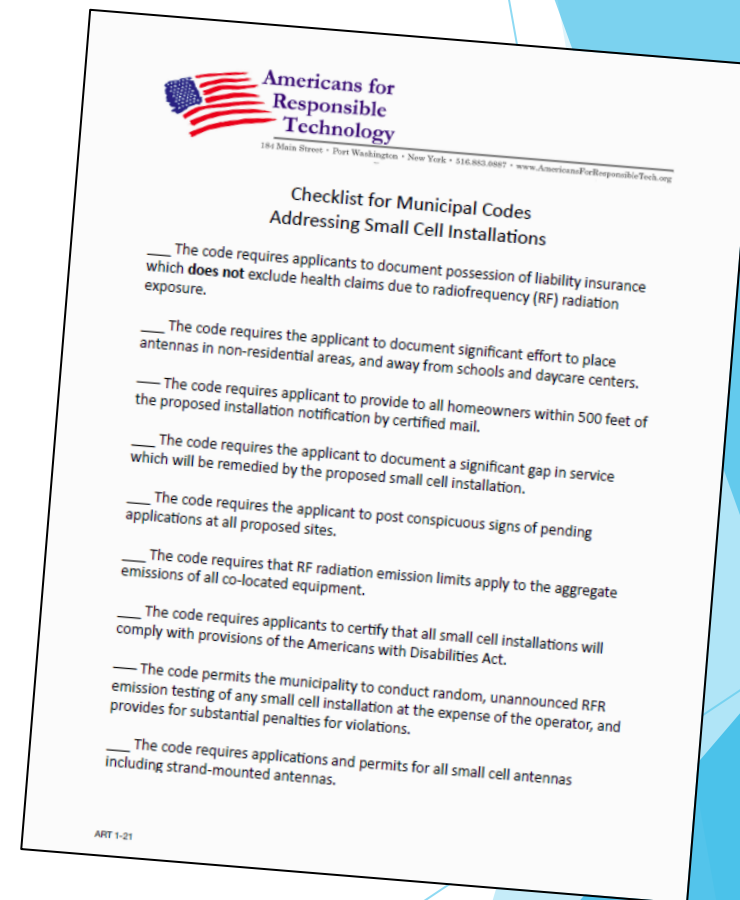 Americans for
Responsible
Technology
184 Main Street • Port Washington • New York • 516.883.0887 • www.AmericansForResponsibleTech.org
Checklist for Municipal Codes
Addressing Small Cell Installations
___ The code requires applicants to document possession of liability insurance
which does not exclude health claims due to radiofrequency (RF) radiation
exposure.
___ The code requires the applicant to document significant effort to place
antennas in non-residential areas, and away from schools and daycare centers.
___ The code requires applicant to provide to all homeowners within 500 feet of
the proposed installation notification by certified mail.
___ The code requires the applicant to document a significant gap in service
which will be remedied by the proposed small cell installation.
___ The code requires the applicant to post conspicuous signs of pending
applications at all proposed sites.
___ The code requires that RF radiation emission limits apply to the aggregate
emissions of all co-located equipment.
___ The code requires applicants to certify that all small cell installations will
comply with provisions of the Americans with Disabilities Act.
___ The code permits the municipality to conduct random, unannounced RFR
emission testing of any small cell installation at the expense of the operator, and
provides for substantial penalties for violations.
___ The code requires applications and permits for all small cell antennas
including strand-mounted antennas.
ART 1-21